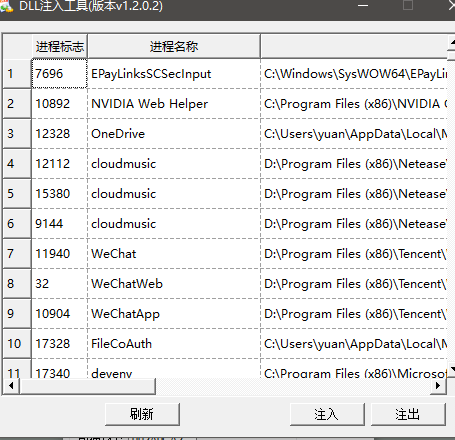 DLL注入工具(版本v1.2.0.2)
进程标志 进程名称
1 7696 EPayLinksSCSecInput C:\Windows\SysWOW64\EPayLin
2 10892 NVIDIA Web Helper C:\Program Files (x86)\NVIDIA
3 12328 OneDrive C:\Users\yuan\AppData\Local\M
4 12112 cloudmusic D:\Program Files (x86)\Netease\
5 15380 cloudmusic D:\Program Files (x86)\Netease\
6 9144 cloudmusic D:\Program Files (x86)\Netease\
7 11940 WeChat D:\Program Files (x86)\Tencent\
8 32 WeChatWeb D:\Program Files (x86)\Tencent\
9 10904 WeChatApp D:\Program Files (x86)\Tencent\
10 17328 FileCoAuth C:\Users\yuan\AppData\Local\M
11 17340 devenv C:\Program Files (x86)\Microsof
刷新 注入 注出